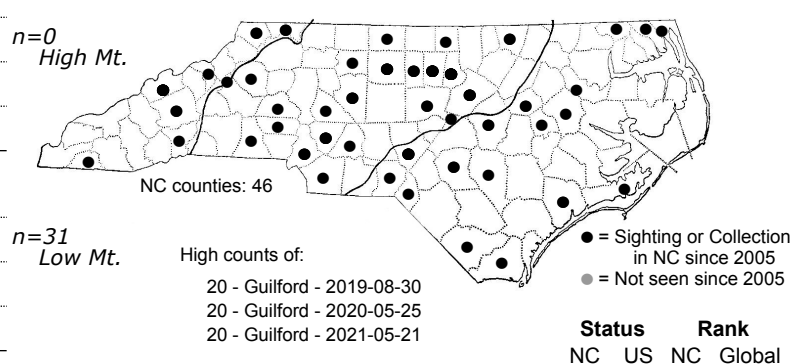 n=0
High Mt.
NC counties: 46
n=31
Low Mt.
High counts of:
20 - Guilford - 2019-08-30
20 - Guilford - 2020-05-25
20 - Guilford - 2021-05-21
= Sighting or Collection
in NC since 2005
= Not seen since 2005
Status Rank
NC US NC Global